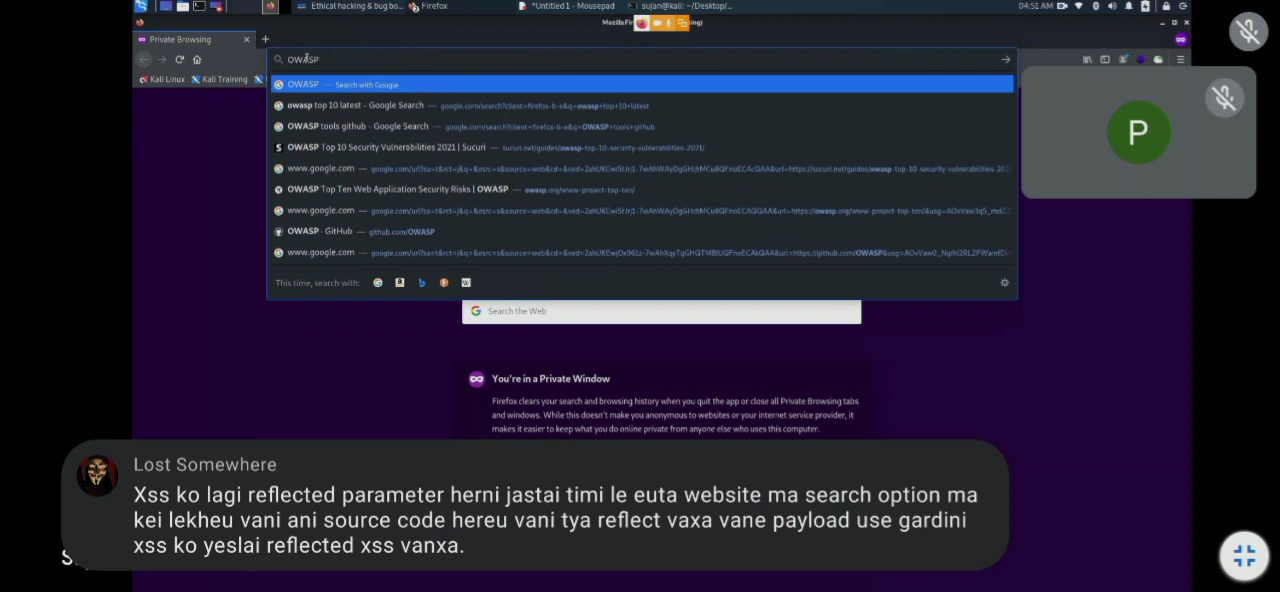 Ethical hacking & bug bo...
Firefox
*Untitled 1 - Mousepad
sujan@kali: ~/Desktop/...
04:51 AM
Private Browsing
OWASP
Kali Linux
Kali Training
OWASP — Search with Google
owasp top 10 latest - Google Search — google.com/search?client=firefox-b-e&q=owasp+top+10+latest
OWASP tools github - Google Search — google.com/search?client=firefox-b-e&q=OWASP+tools+github
OWASP Top 10 Security Vulnerabilities 2021 | Sucuri — sucuri.net/guides/owasp-top-10-security-vulnerabilities-2021/
www.google.com
OWASP Top Ten Web Application Security Risks | OWASP — owasp.org/www-project-top-ten/
www.google.com
OWASP · GitHub — github.com/OWASP
www.google.com
This time, search with:
Search the Web
P
You're in a Private Window
Firefox clears your search and browsing history when you quit the app or close all Private Browsing tabs
and windows. While this doesn't make you anonymous to websites or your internet service provider, it
makes it easier to keep what you do online private from anyone else who uses this computer.
Lost Somewhere
Xss ko lagi reflected parameter herni jastai timi le euta website ma search option ma
kei lekheu vani ani source code hereu vani tya reflect vaxa vane payload use gardini
xss ko yeslai reflected xss vanxa.